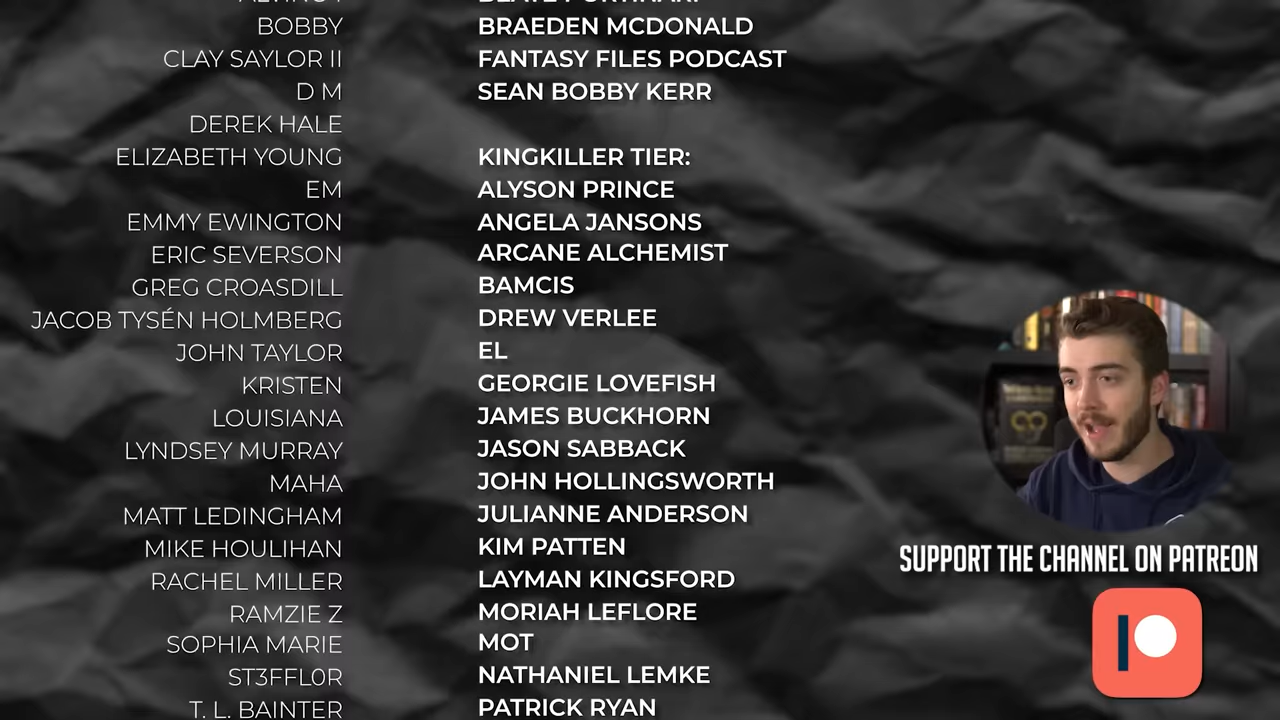 BOBBY
CLAY SAYLOR II
D M
DEREK HALE
ELIZABETH YOUNG
EM
EMMY EWINGTON
ERIC SEVERSON
GREG CROASDILL
JACOB TYSÉN HOLMBERG
JOHN TAYLOR
KRISTEN
LOUISIANA
LYNDSEY MURRAY
MAHA
MATT LEDINGHAM
MIKE HOULIHAN
RACHEL MILLER
RAMZIE Z
SOPHIA MARIE
ST3FFL0R
T. L. BAINTER
BRAEDEN MCDONALD
FANTASY FILES PODCAST
SEAN BOBBY KERR
KINGKILLER TIER:
ALYSON PRINCE
ANGELA JANSONS
ARCANE ALCHEMIST
BAMCIS
DREW VERLEE
EL
GEORGIE LOVEFISH
JAMES BUCKHORN
JASON SABBACK
JOHN HOLLINGSWORTH
JULIANNE ANDERSON
KIM PATTEN
LAYMAN KINGSFORD
MORIAH LEFLORE
MOT
NATHANIEL LEMKE
PATRICK RYAN
SUPPORT THE CHANNEL ON PATREON